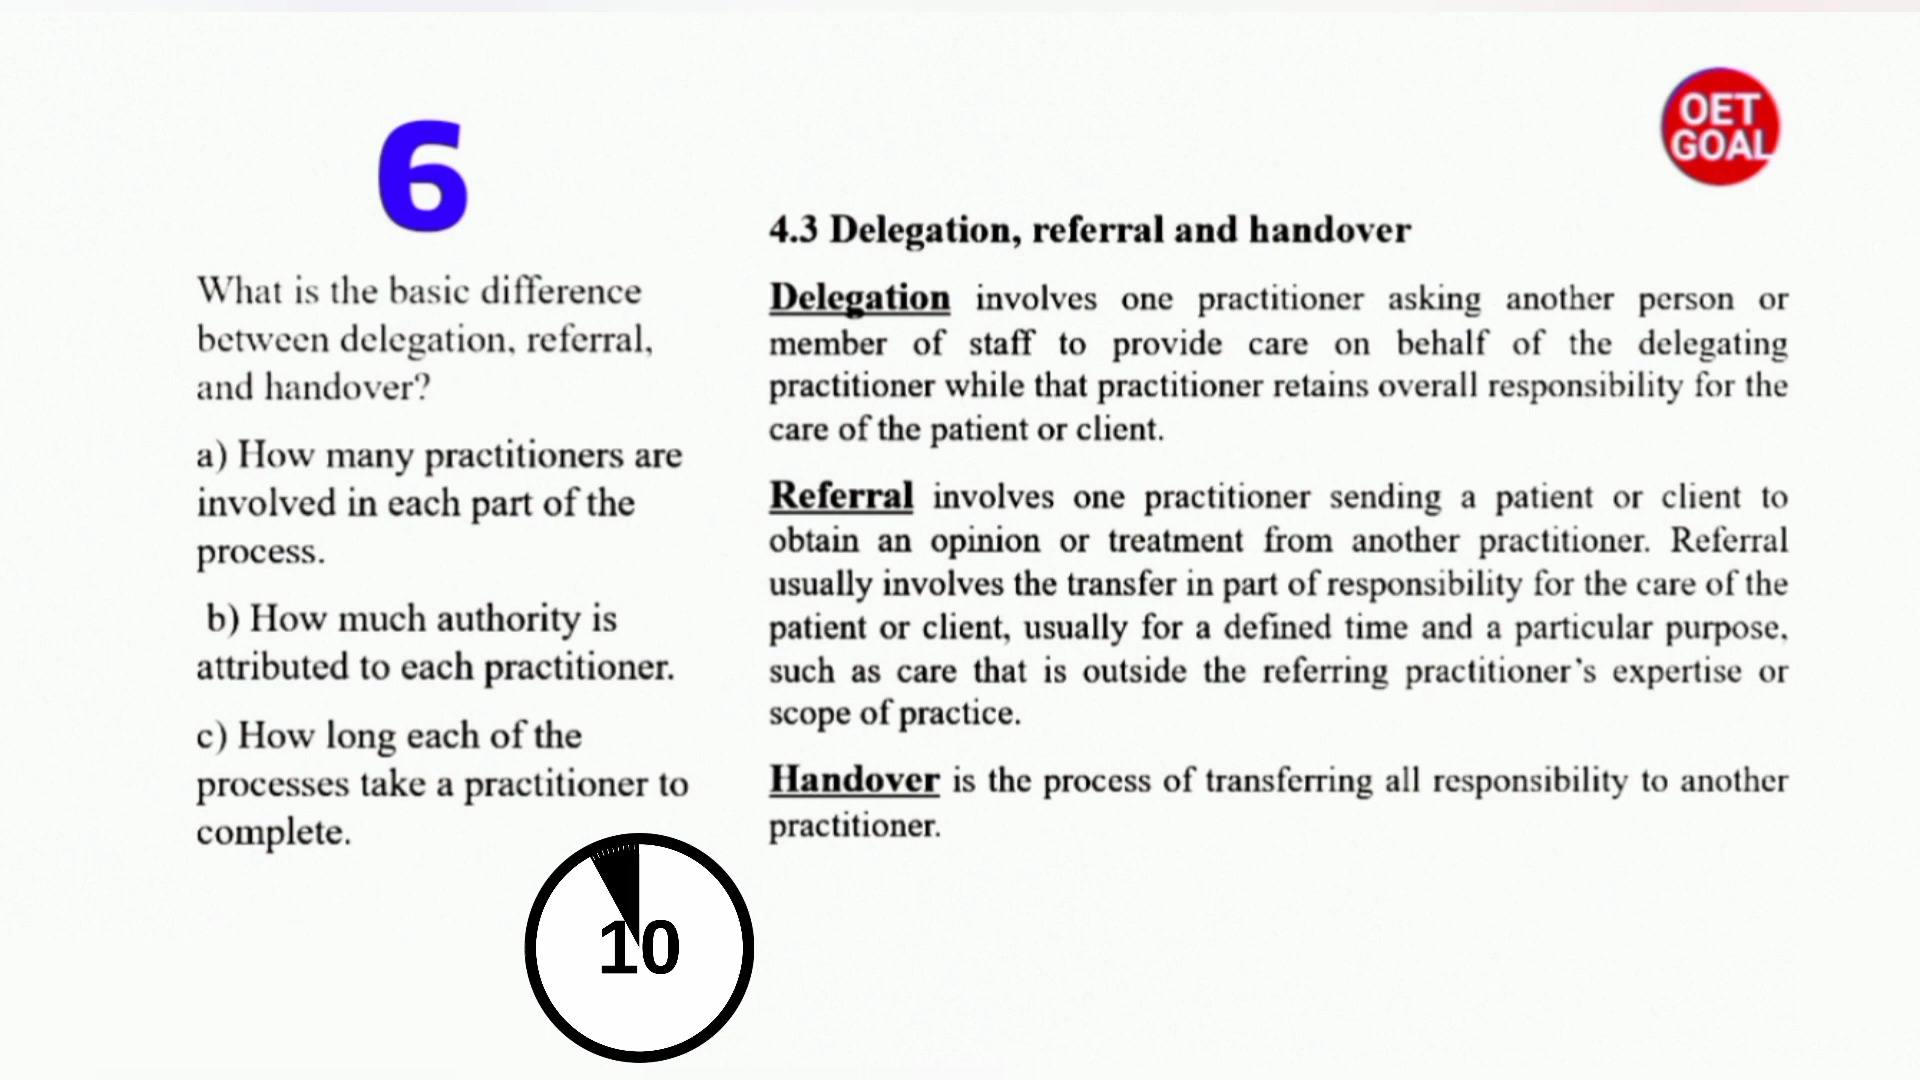 6
What is the basic difference
between delegation, referral,
and handover?
a) How many practitioners are
involved in each part of the
process.
b) How much authority is
attributed to each practitioner.
c) How long each of the
processes take a practitioner to
complete.
10
OET
GOAL
4.3 Delegation, referral and handover
Delegation involves one practitioner asking another person or
member of staff to provide care on behalf of the delegating
practitioner while that practitioner retains overall responsibility for the
care of the patient or client.
Referral involves one practitioner sending a patient or client to
obtain an opinion or treatment from another practitioner. Referral
usually involves the transfer in part of responsibility for the care of the
patient or client, usually for a defined time and a particular purpose,
such as care that is outside the referring practitioner's expertise or
scope of practice.
Handover is the process of transferring all responsibility to another
practitioner.